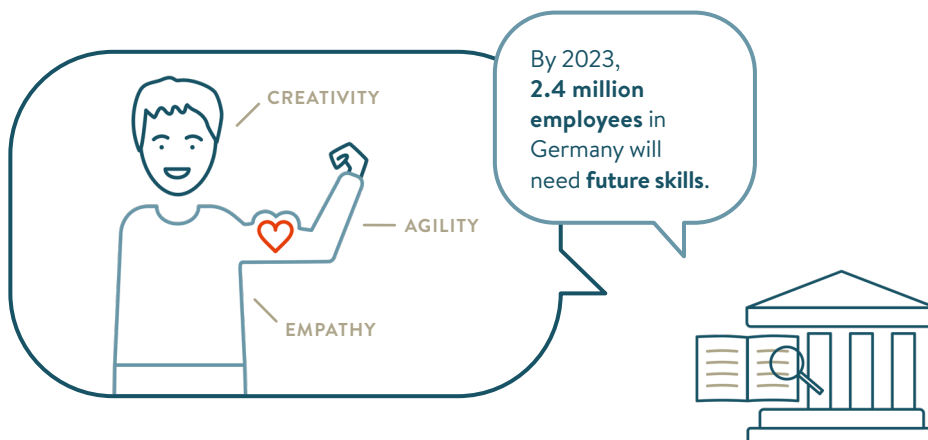 CREATIVITY
AGILITY
EMPATHY
By 2023,
2.4 million
employees in
Germany will
need future skills.